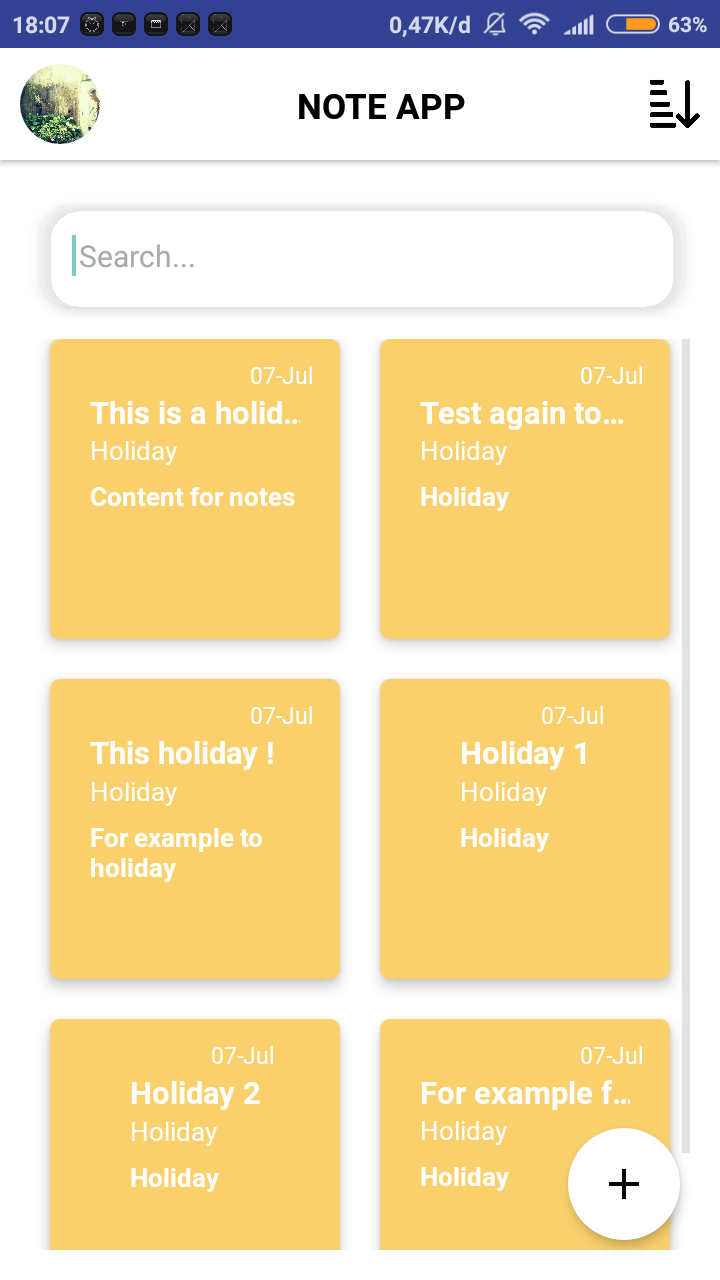 18:07 0,47K/d 63%
NOTE APP
Search...
07-Jul
This is a holid...
Holiday
Content for notes
07-Jul
Test again to...
Holiday
Holiday
07-Jul
This holiday !
Holiday
For example to
holiday
07-Jul
Holiday 1
Holiday
Holiday
07-Jul
Holiday 2
Holiday
Holiday
07-Jul
For example f...
Holiday
Holiday